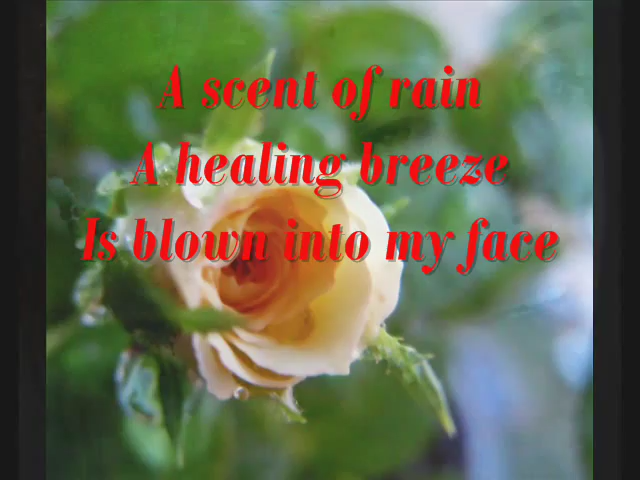 A scent of rain
A healing breeze
Is blown into my face